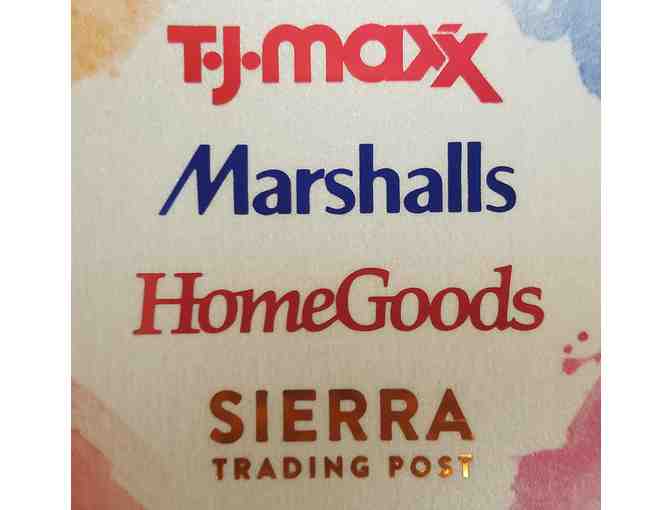 T·J·maxx
Marshalls
HomeGoods
SIERRA
TRADING POST